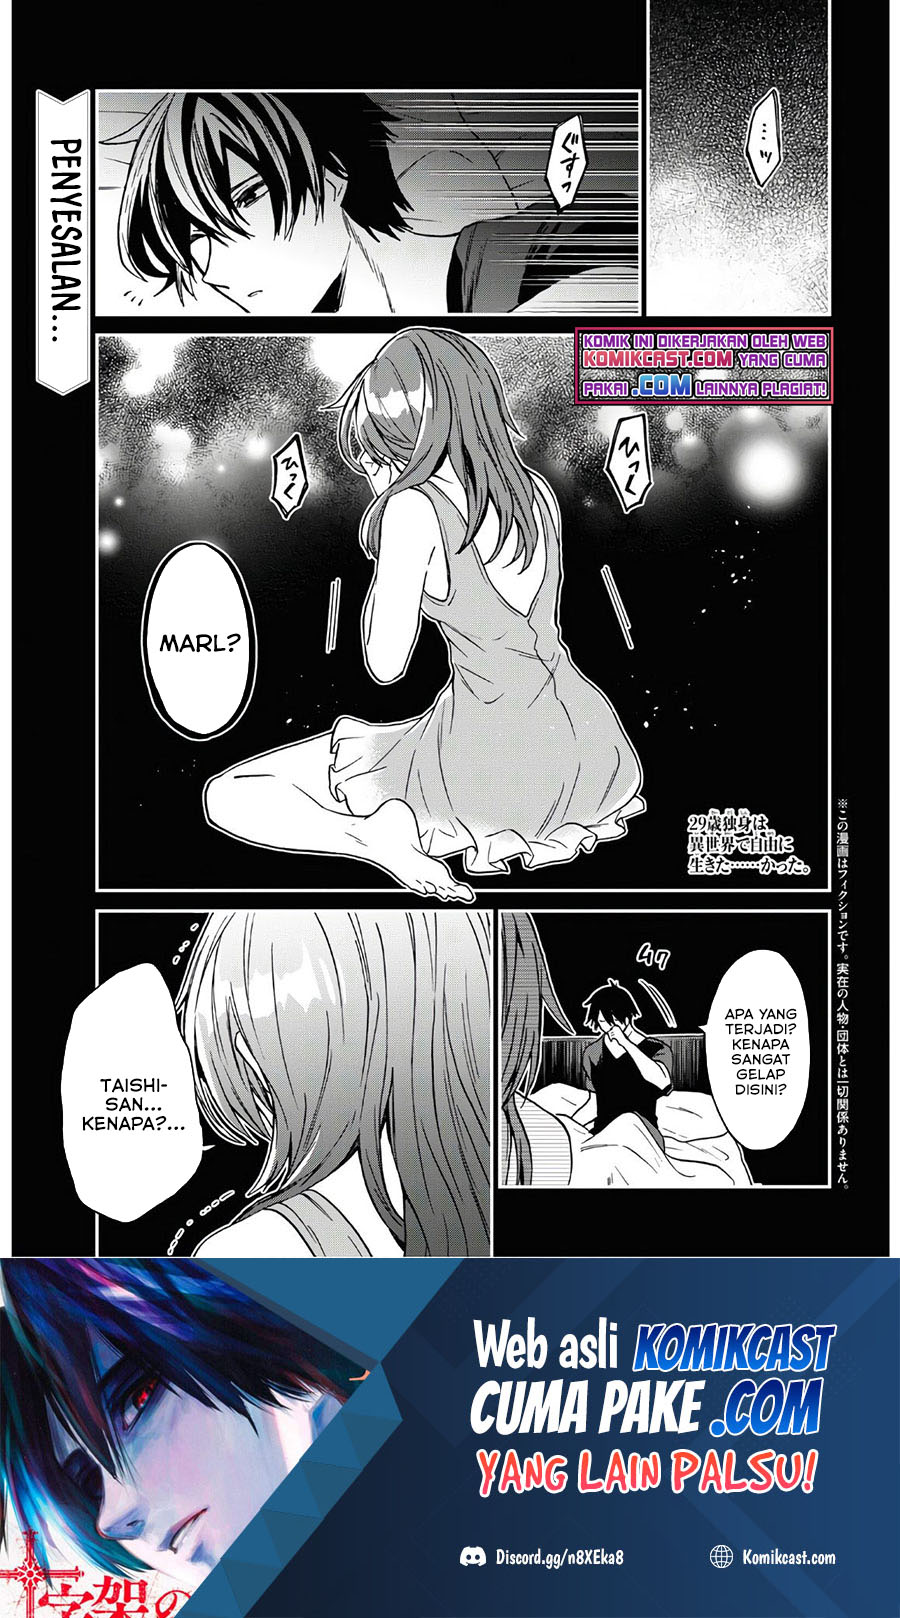 …ッ
ぐすっ
PENYESALAN...
KOMIK INI DIKERJAKAN OLEH WEB
KOMIKCAST.COM YANG CUMA
PAKAI .COM LAINNYA PLAGIAT!
ひっく
ひっく
MARL?
29歳独身は
異世界で自由に
生きた……かった。
※この漫画はフィクションです。実在の人物・団体とは一切関係ありません。
ムク
APA YANG
TERJADI?
KENAPA
SANGAT
GELAP
DISINI?
TAISHI-
SAN...
KENAPA?...
Web asli KOMIKCAST
CUMA PAKE .COM
YANG LAIN PALSU!
Discord.gg/n8XEka8
Komikcast.com
十字架の